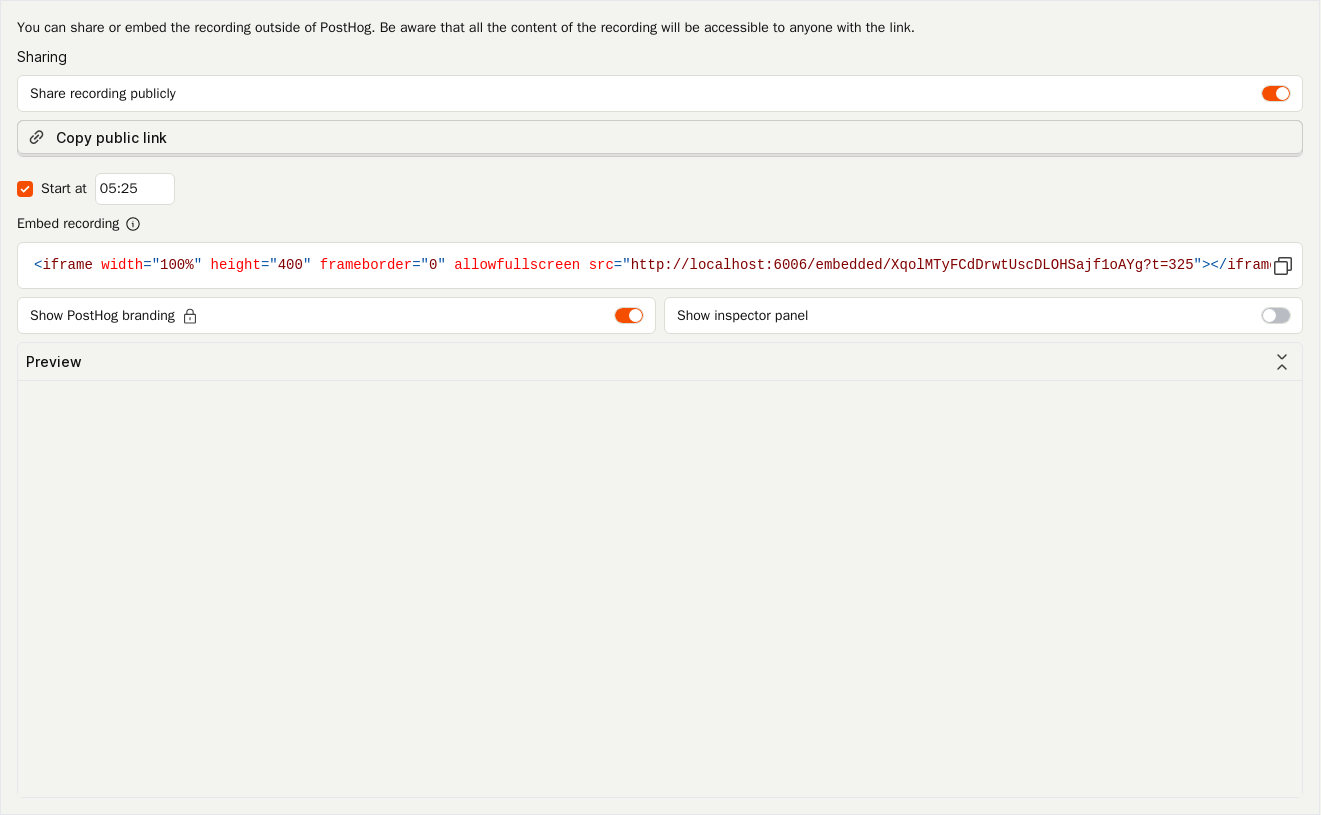 You can share or embed the recording outside of PostHog. Be aware that all the content of the recording will be accessible to anyone with the link.
Sharing
Share recording publicly
Copy public link
Start at 05:25
Embed recording
<iframe width="100%" height="400" frameborder="0" allowfullscreen src="http://localhost:6006/embedded/XqolMTyFCdDrwtUscDLOHSajf1oAYg?t=325"></iframe
Show PostHog branding
Show inspector panel
Preview